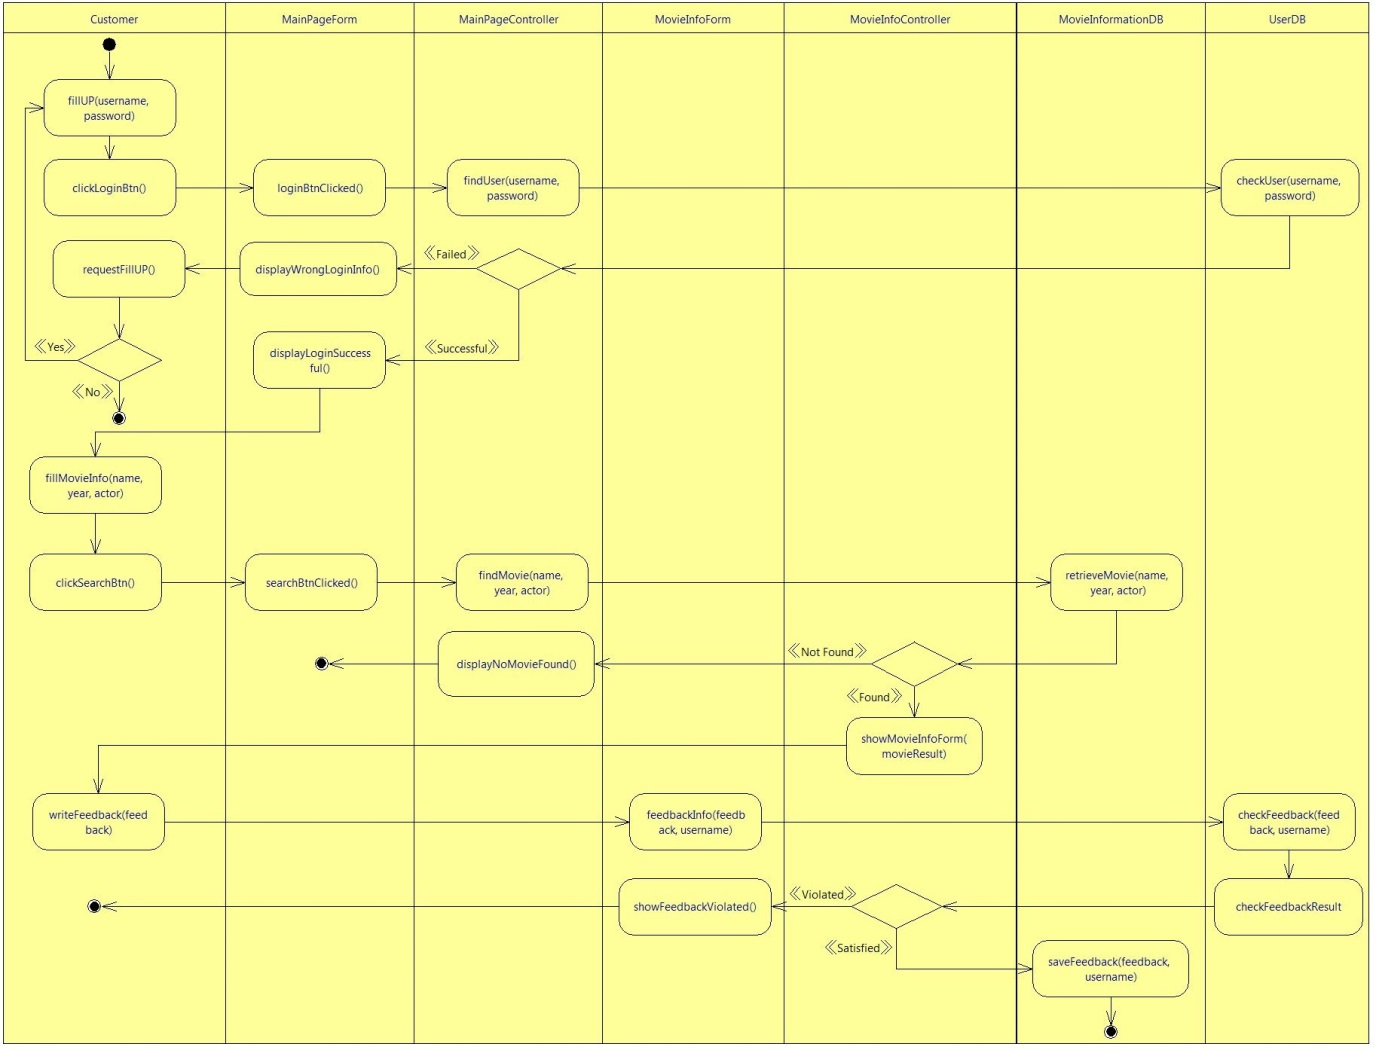 Customer
MainPageForm
MainPageController
MovieInfoForm
MovieInfoController
MovieInformationDB
UserDB
fillUP(username,
password)
clickLoginBtn()
loginBtnClicked()
findUser(username,
password)
checkUser(username,
password)
requestFillUP()
displayWrongLoginInfo()
《Failed》
《Yes》
displayLoginSuccess
ful()
《Successful》
《No》
fillMovieInfo(name,
year, actor)
clickSearchBtn()
searchBtnClicked()
findMovie(name,
year, actor)
retrieveMovie(name,
year, actor)
displayNoMovieFound()
《Not Found》
《Found》
showMovieInfoForm(
movieResult)
writeFeedback(feed
back)
feedbackInfo(feedb
ack, username)
checkFeedback(feed
back, username)
showFeedbackViolated()
《Violated》
checkFeedbackResult
《Satisfied》
saveFeedback(feedback,
username)